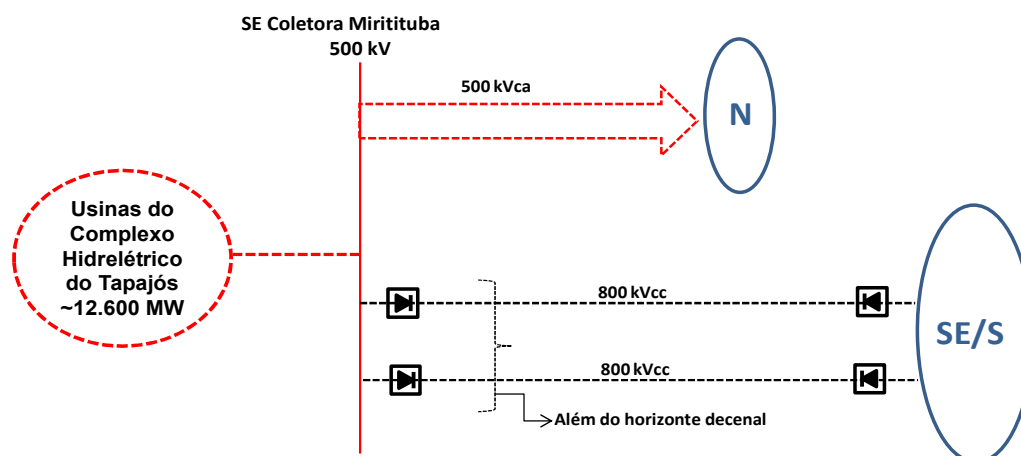 SE Coletora Miritituba
500 kV
500 kVca
N
Usinas do
Complexo
Hidrelétrico
do Tapajós
~12.600 MW
800 kVcc
SE/S
800 kVcc
Além do horizonte decenal